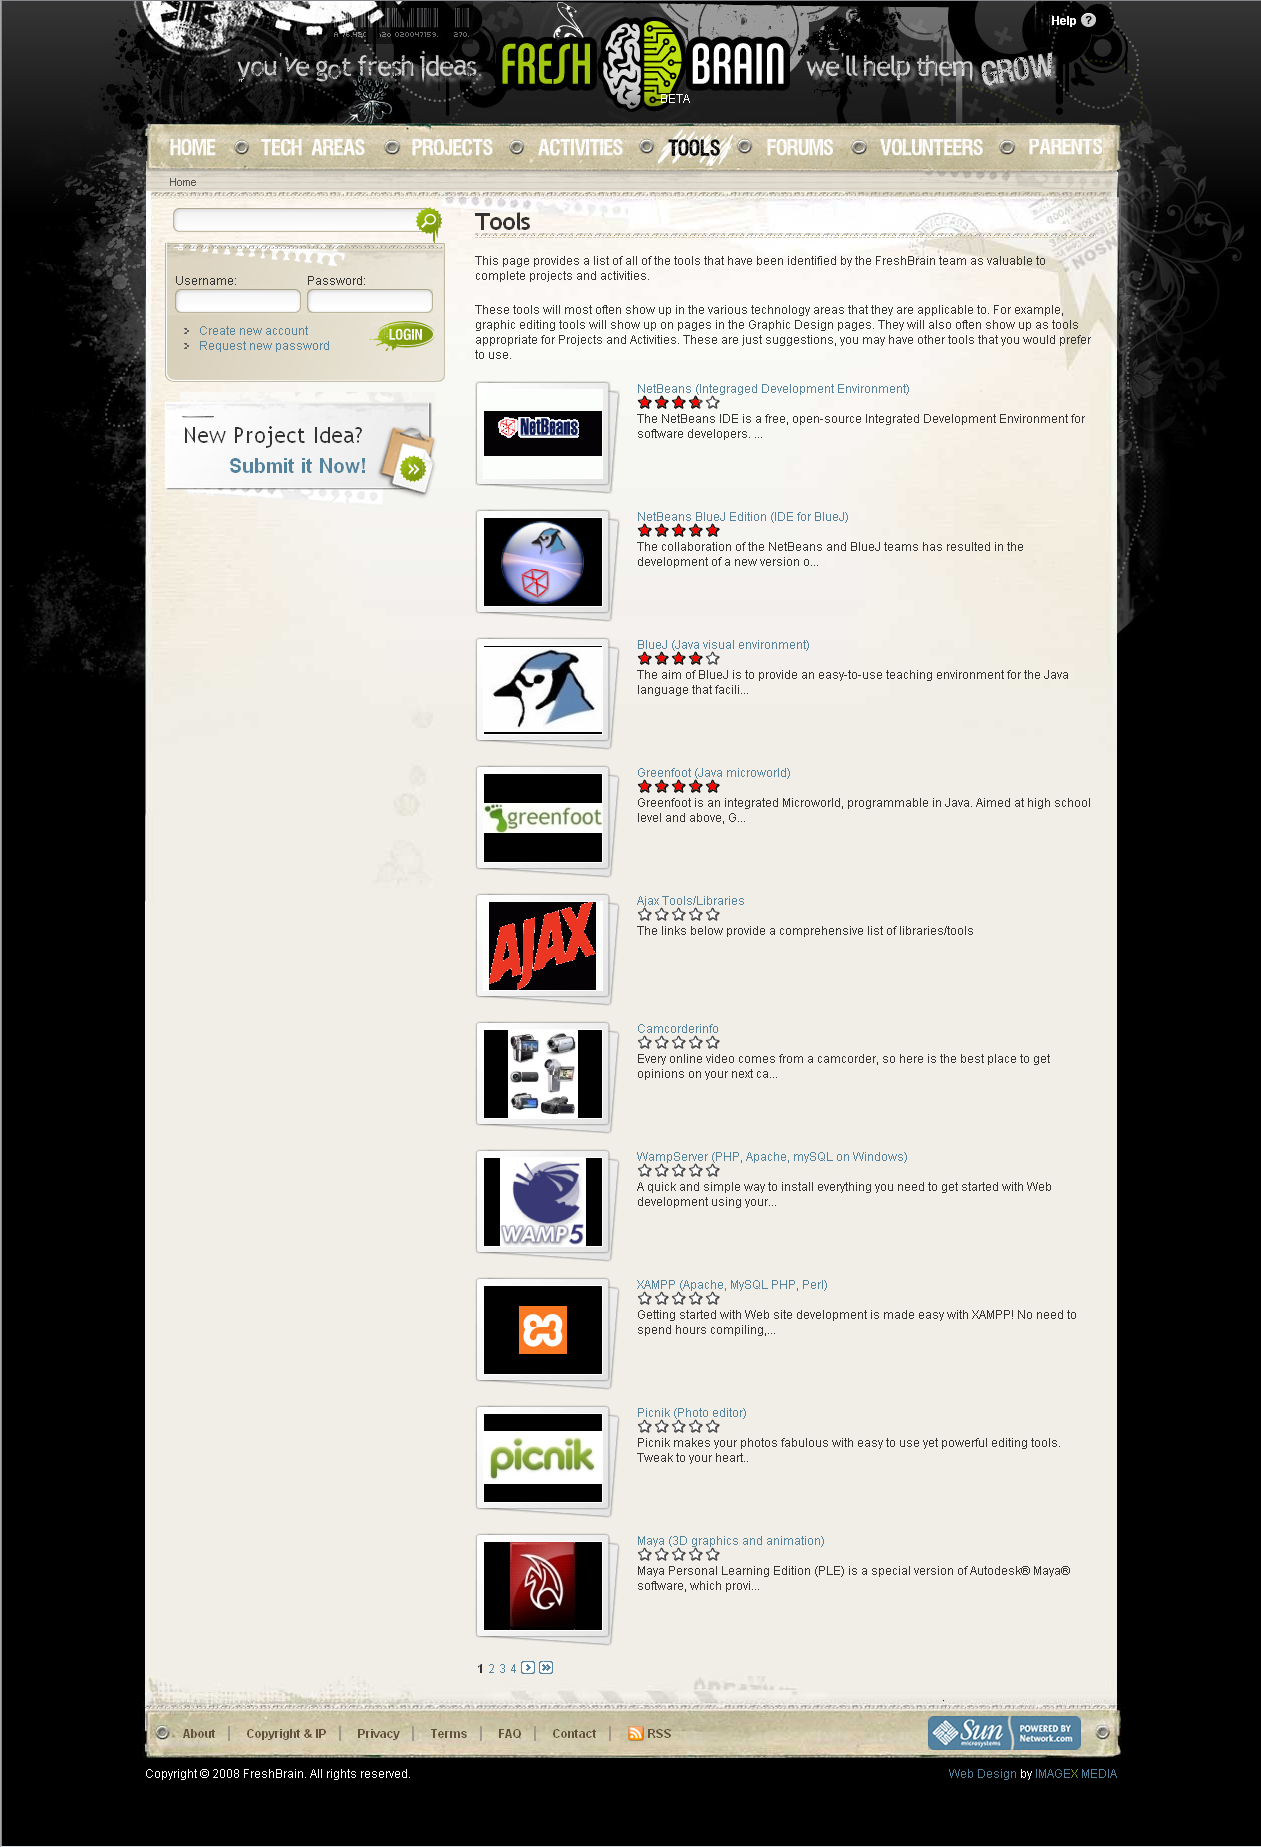 Help ?
A 76.42C A2O 020047159. 270.
you've got fresh ideas. FRESH BRAIN we'll help them GROW
BETA
HOME TECH AREAS PROJECTS ACTIVITIES TOOLS FORUMS VOLUNTEERS PARENTS
Home
Tools
This page provides a list of all of the tools that have been identified by the FreshBrain team as valuable to
complete projects and activities.
Username: Password:
Create new account
LOGIN
Request new password
These tools will most often show up in the various technology areas that they are applicable to. For example,
graphic editing tools will show up on pages in the Graphic Design pages. They will also often show up as tools
appropriate for Projects and Activities. These are just suggestions, you may have other tools that you would prefer
to use.
New Project Idea?
Submit it Now!
NetBeans
NetBeans (Integraged Development Environment)
The NetBeans IDE is a free, open-source Integrated Development Environment for
software developers. ...
NetBeans BlueJ Edition (IDE for BlueJ)
The collaboration of the NetBeans and BlueJ teams has resulted in the
development of a new version o...
BlueJ (Java visual environment)
The aim of BlueJ is to provide an easy-to-use teaching environment for the Java
language that facili...
greenfoot
Greenfoot (Java microworld)
Greenfoot is an integrated Microworld, programmable in Java. Aimed at high school
level and above, G...
AJAX
Ajax Tools/Libraries
The links below provide a comprehensive list of libraries/tools
Camcorderinfo
Every online video comes from a camcorder, so here is the best place to get
opinions on your next ca...
WAMP5
WampServer (PHP, Apache, mySQL on Windows)
A quick and simple way to install everything you need to get started with Web
development using your...
XAMPP (Apache, MySQL PHP, Perl)
Getting started with Web site development is made easy with XAMPP! No need to
spend hours compiling,...
picnik
Picnik (Photo editor)
Picnik makes your photos fabulous with easy to use yet powerful editing tools.
Tweak to your heart..
Maya (3D graphics and animation)
Maya Personal Learning Edition (PLE) is a special version of Autodesk® Maya®
software, which provi...
1 2 3 4
About | Copyright & IP | Privacy | Terms | FAQ | Contact | RSS
Sun microsystems
POWERED BY
Network.com
Copyright © 2008 FreshBrain. All rights reserved.
Web Design by IMAGEX MEDIA